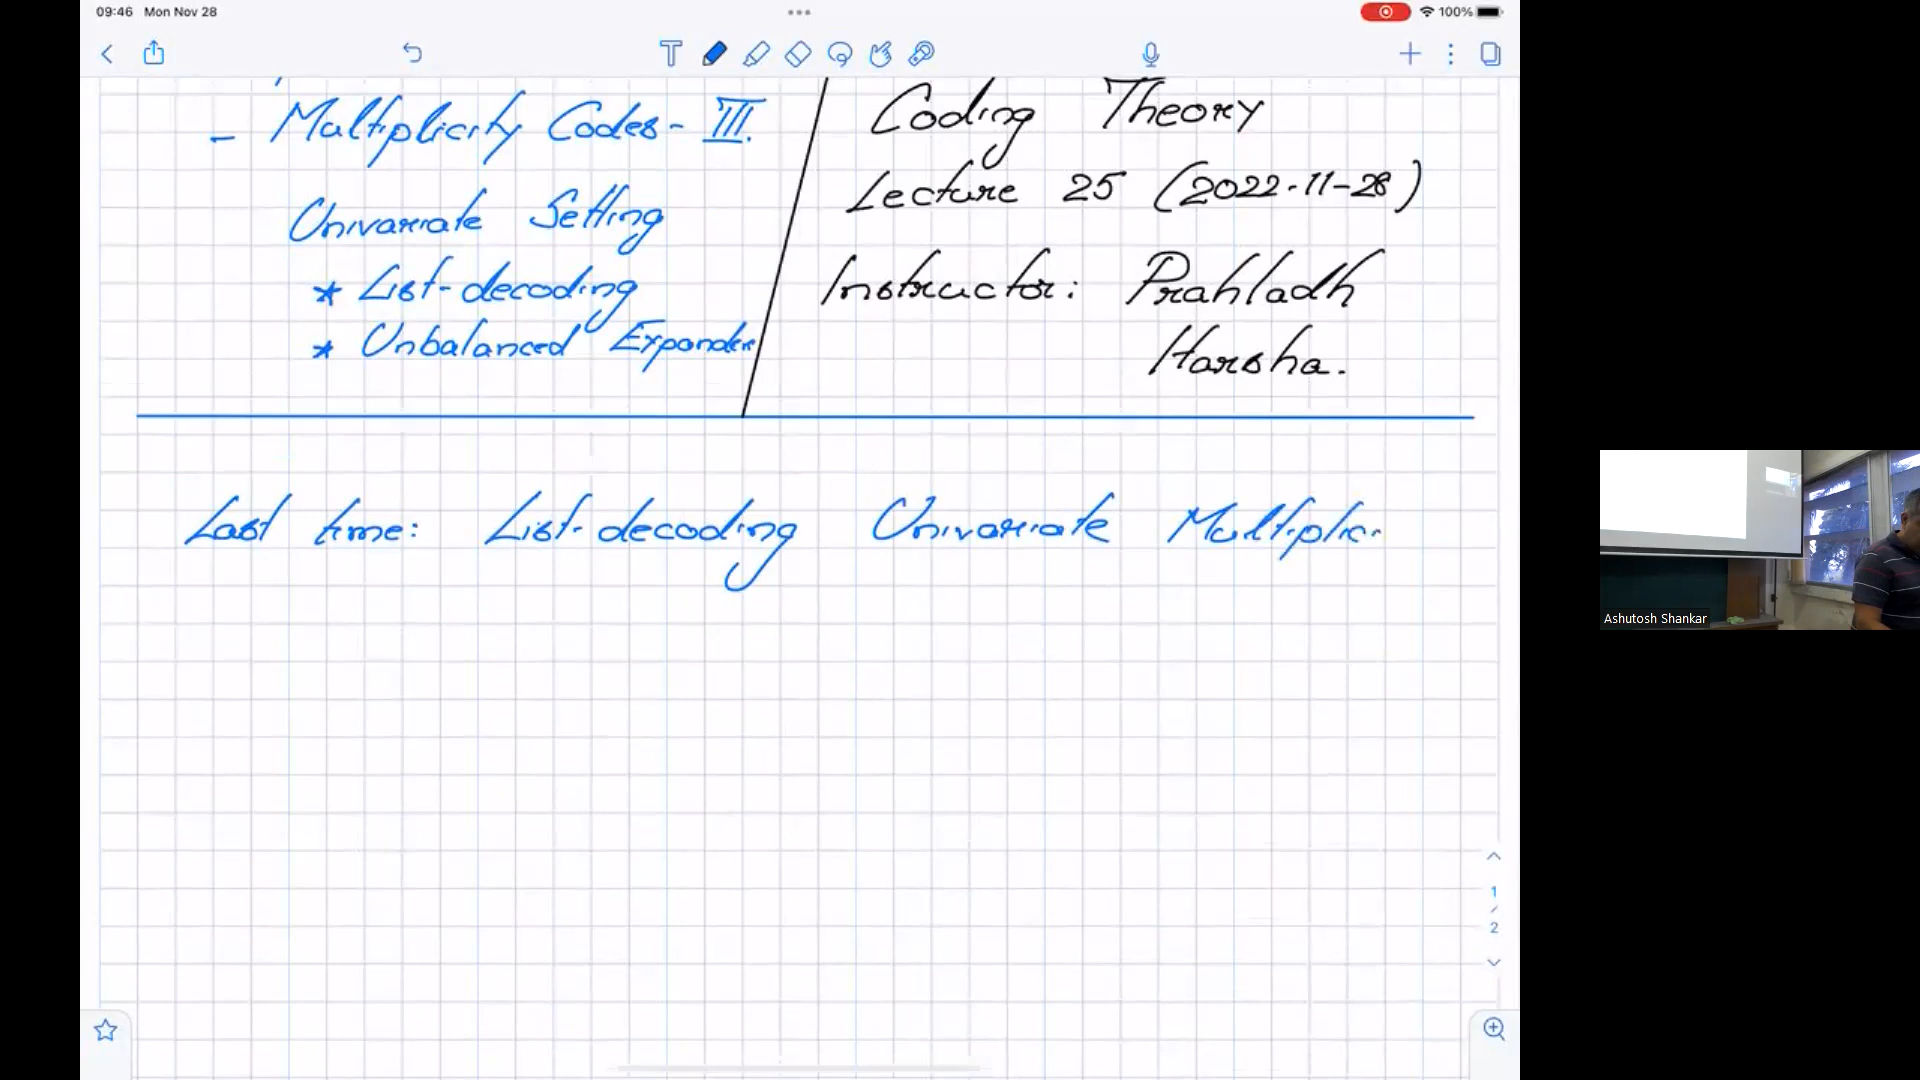 09:46 Mon Nov 28
100%
- Multiplicity Codes - III.
Univariate Setting
* List-decoding
* Unbalanced Expander
Coding Theory
Lecture 25 (2022-11-28)
Instructor: Prahladh
Harsha.
Last time: List-decoding Univariate Multiplic
1
/
2
Ashutosh Shankar